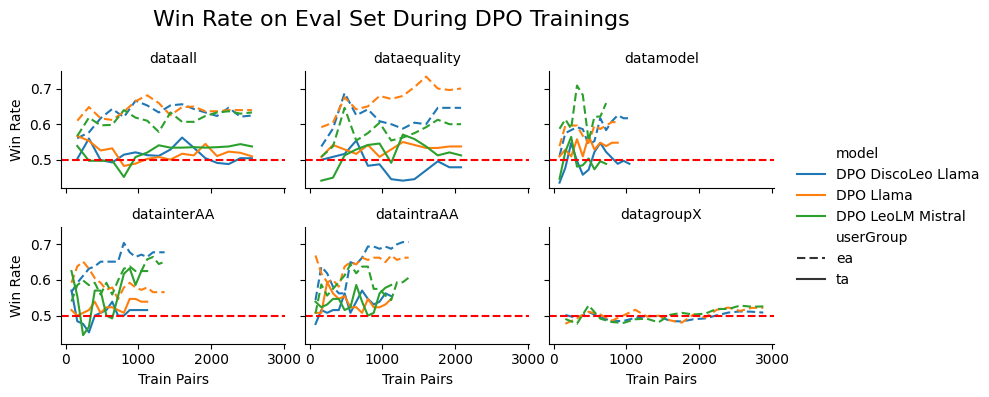 Win Rate on Eval Set During DPO Trainings
dataall
dataequality
datamodel
0.7
0.6
0.5
Win Rate
datainterAA
dataintraAA
datagroupX
0.7
0.6
0.5
Win Rate
0 1000 2000 3000
0 1000 2000 3000
0 1000 2000 3000
Train Pairs
Train Pairs
Train Pairs
model
DPO DiscoLeo Llama
DPO Llama
DPO LeoLM Mistral
userGroup
ea
ta